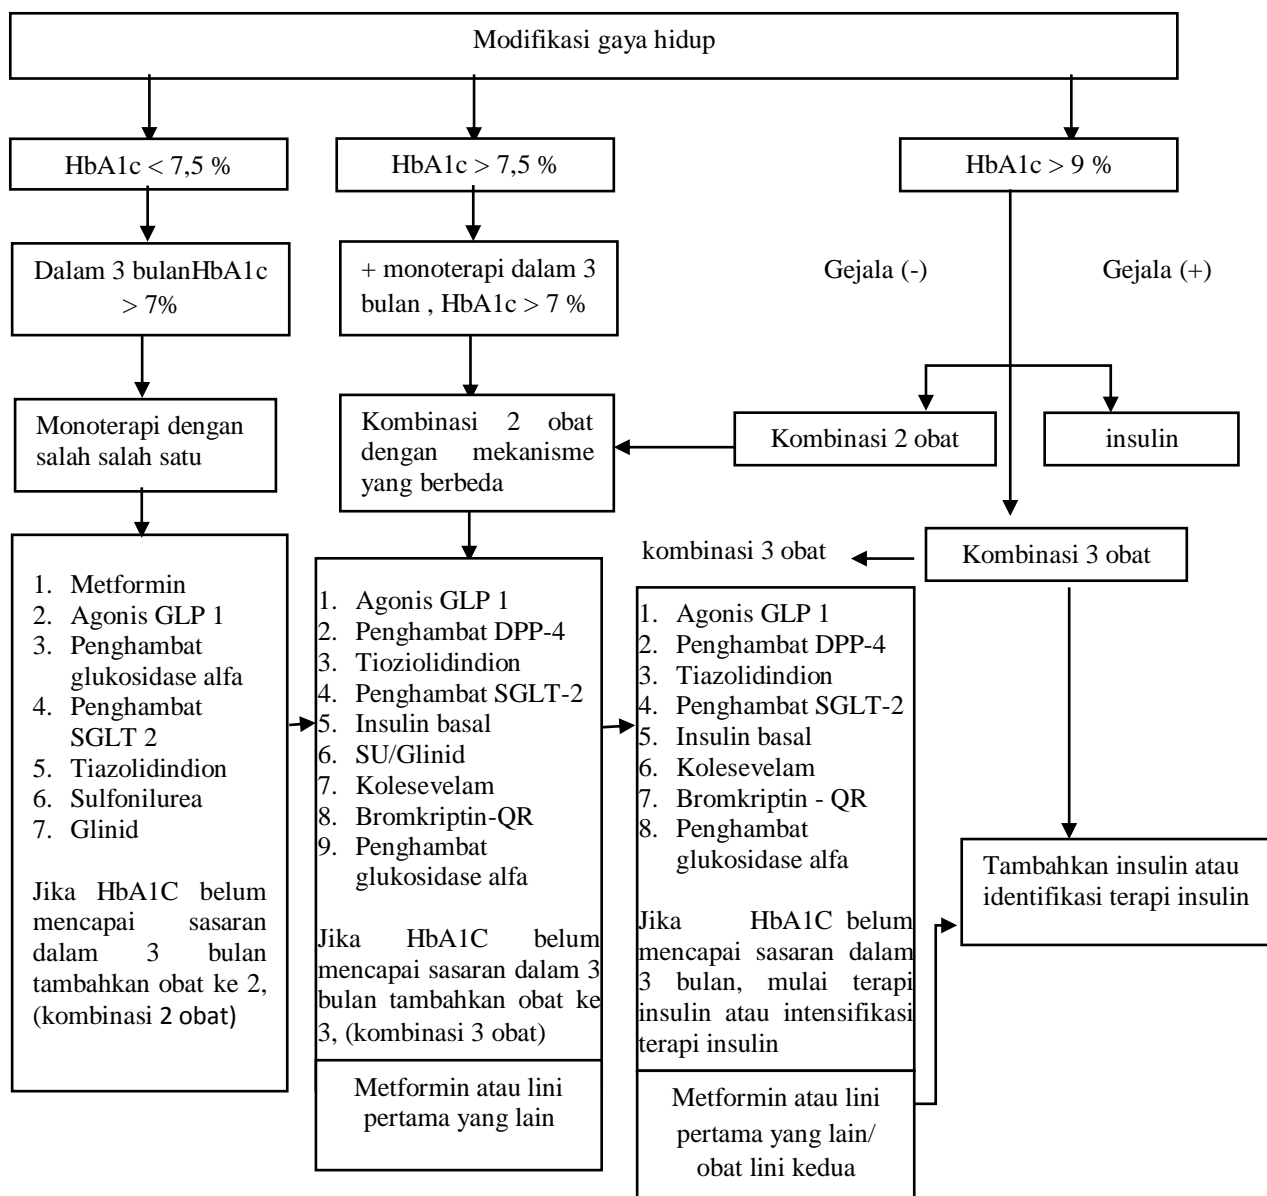 Modifikasi gaya hidup
HbA1c < 7,5 %
HbA1c > 7,5 %
HbA1c > 9 %
Dalam 3 bulanHbA1c
> 7%
+ monoterapi dalam 3
bulan , HbA1c > 7 %
Gejala (-)
Gejala (+)
Monoterapi dengan
salah salah satu
Kombinasi 2 obat
dengan mekanisme
yang berbeda
Kombinasi 2 obat
insulin
kombinasi 3 obat
Kombinasi 3 obat
1. Metformin
2. Agonis GLP 1
3. Penghambat
glukosidase alfa
4. Penghambat
SGLT 2
5. Tiazolidindion
6. Sulfonilurea
7. Glinid
Jika HbA1C belum
mencapai sasaran
dalam 3 bulan
tambahkan obat ke 2,
(kombinasi 2 obat)
1. Agonis GLP 1
2. Penghambat DPP-4
3. Tioziolidindion
4. Penghambat SGLT-2
5. Insulin basal
6. SU/Glinid
7. Kolesevelam
8. Bromkriptin-QR
9. Penghambat
glukosidase alfa
Jika HbA1C belum
mencapai sasaran dalam 3
bulan tambahkan obat ke
3, (kombinasi 3 obat)
Metformin atau lini
pertama yang lain
1. Agonis GLP 1
2. Penghambat DPP-4
3. Tiazolidindion
4. Penghambat SGLT-2
5. Insulin basal
6. Kolesevelam
7. Bromkriptin - QR
8. Penghambat
glukosidase alfa
Jika HbA1C belum
mencapai sasaran dalam
3 bulan, mulai terapi
insulin atau intensifikasi
terapi insulin
Metformin atau lini
pertama yang lain/
obat lini kedua
Tambahkan insulin atau
identifikasi terapi insulin